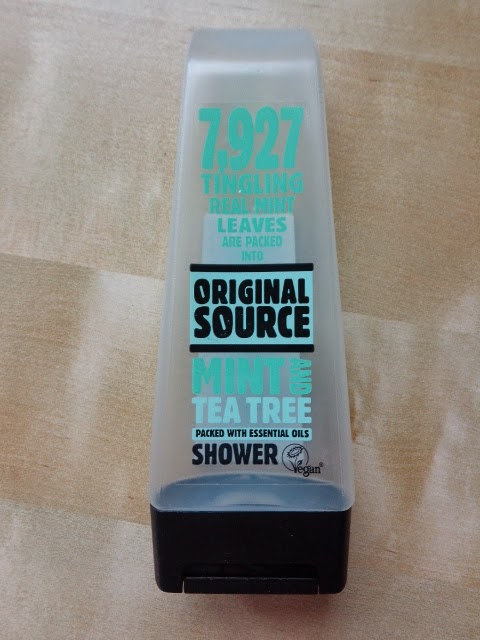 7,927
TINGLING
REAL MINT
LEAVES
ARE PACKED
INTO
ORIGINAL
SOURCE
MINT AND
TEA TREE
PACKED WITH ESSENTIAL OILS
SHOWER
Vegan